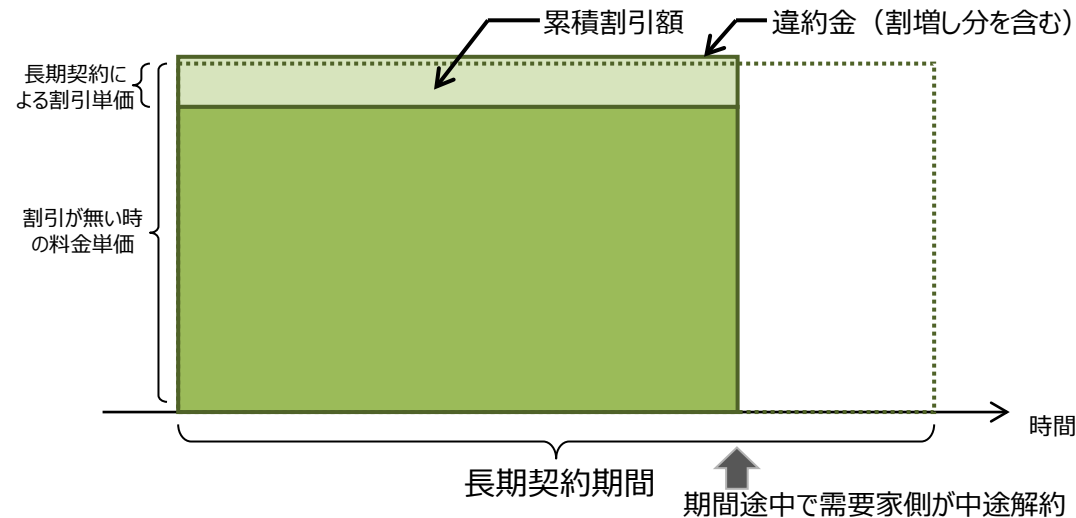 累積割引額
違約金（割増し分を含む）
長期契約に
よる割引単価
割引が無い時
の料金単価
時間
長期契約期間
期間途中で需要家側が中途解約